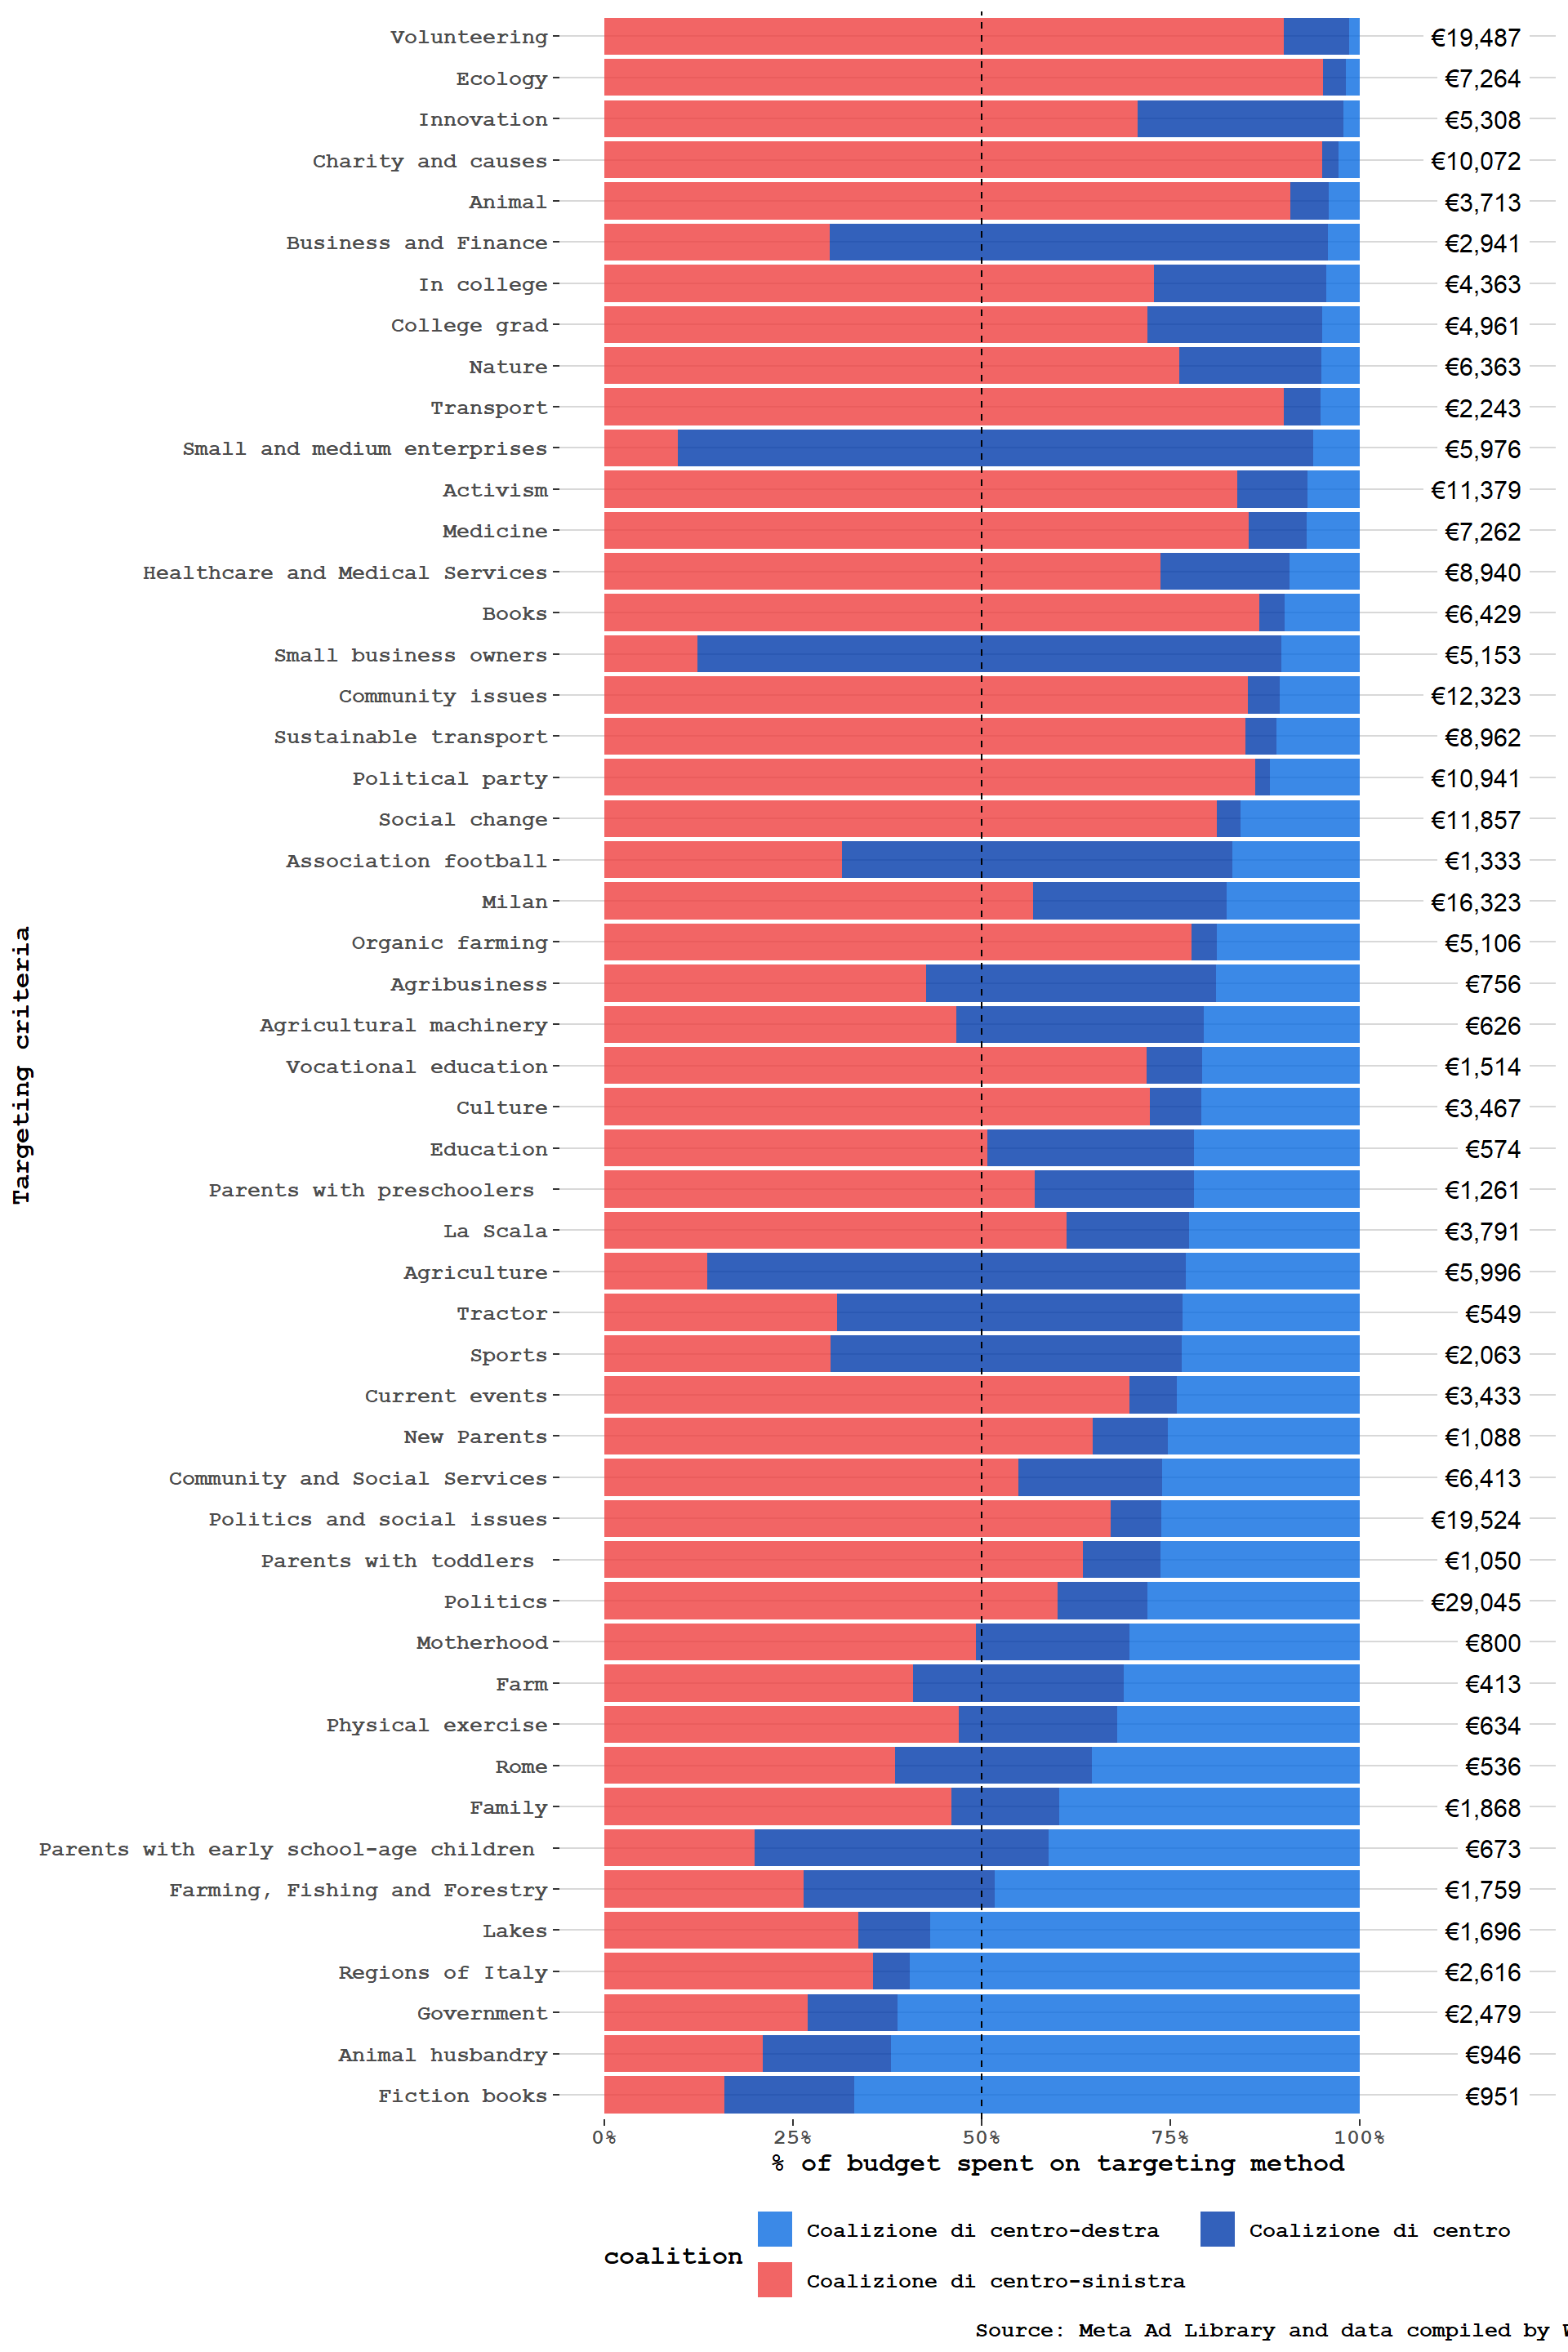 Volunteering €19,487
Ecology €7,264
Innovation €5,308
Charity and causes €10,072
Animal €3,713
Business and Finance €2,941
In college €4,363
College grad €4,961
Nature €6,363
Transport €2,243
Small and medium enterprises €5,976
Activism €11,379
Medicine €7,262
Healthcare and Medical Services €8,940
Books €6,429
Small business owners €5,153
Community issues €12,323
Sustainable transport €8,962
Political party €10,941
Social change €11,857
Association football €1,333
Milan €16,323
Organic farming €5,106
Agribusiness €756
Agricultural machinery €626
Vocational education €1,514
Culture €3,467
Education €574
Parents with preschoolers €1,261
La Scala €3,791
Agriculture €5,996
Tractor €549
Sports €2,063
Current events €3,433
New Parents €1,088
Community and Social Services €6,413
Politics and social issues €19,524
Parents with toddlers €1,050
Politics €29,045
Motherhood €800
Farm €413
Physical exercise €634
Rome €536
Family €1,868
Parents with early school-age children €673
Farming, Fishing and Forestry €1,759
Lakes €1,696
Regions of Italy €2,616
Government €2,479
Animal husbandry €946
Fiction books €951
Targeting criteria
0% 25% 50% 75% 100%
% of budget spent on targeting method
coalition
Coalizione di centro-destra Coalizione di centro
Coalizione di centro-sinistra
Source: Meta Ad Library and data compiled by